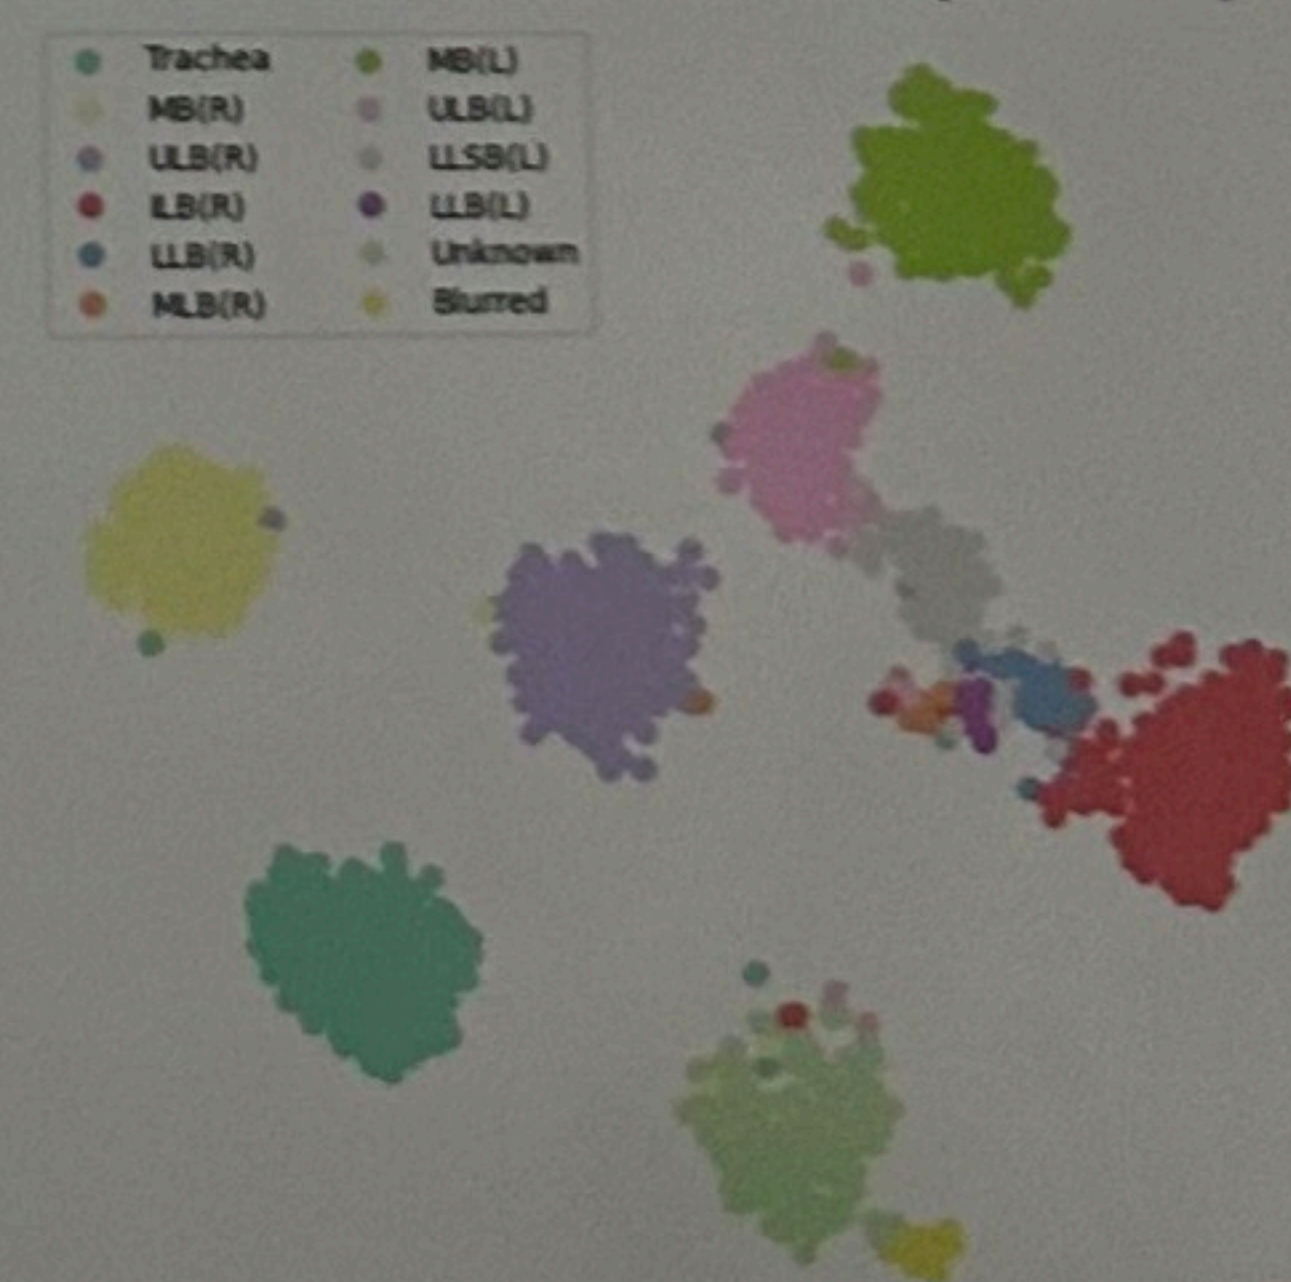 Trachea
MB(R)
ULB(R)
ILB(R)
LLB(R)
MLB(R)
MB(L)
ULB(L)
LLSB(L)
LLB(L)
Unknown
Blurred